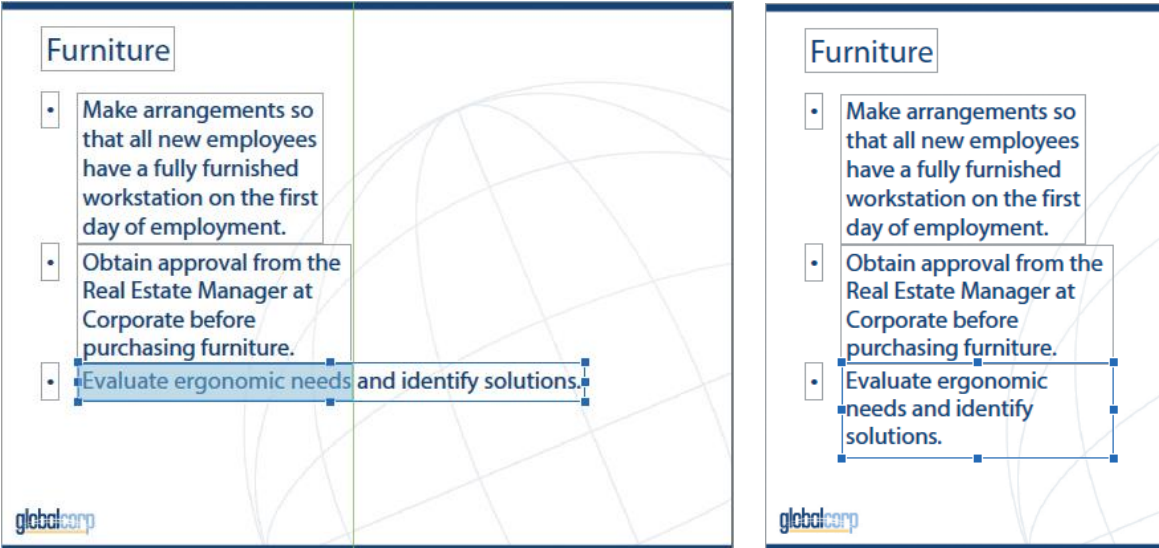 Furniture
• Make arrangements so
that all new employees
have a fully furnished
workstation on the first
day of employment.
• Obtain approval from the
Real Estate Manager at
Corporate before
purchasing furniture.
• Evaluate ergonomic needs and identify solutions.
globalcorp
Furniture
• Make arrangements so
that all new employees
have a fully furnished
workstation on the first
day of employment.
• Obtain approval from the
Real Estate Manager at
Corporate before
purchasing furniture.
• Evaluate ergonomic
needs and identify
solutions.
globalcorp